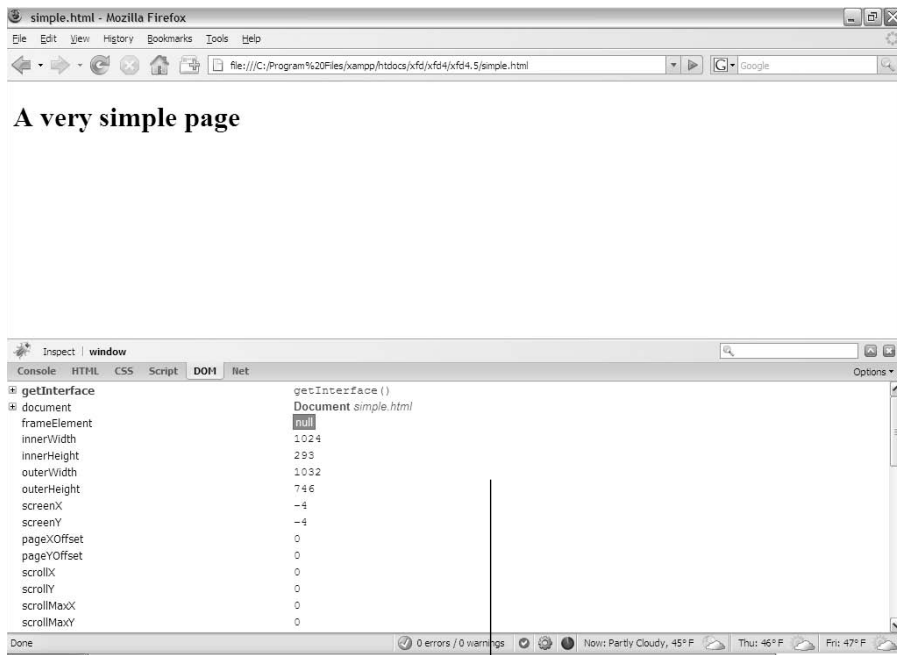 simple.html - Mozilla Firefox
File Edit View History Bookmarks Tools Help
file:///C:/Program%20Files/xampp/htdocs/xfd/xfd4/xfd4.5/simple.html G Google
A very simple page
Inspect window
Console HTML CSS Script DOM Net Options
getInterface getInterface()
document Document simple.html
frameElement null
innerWidth 1024
innerHeight 293
outerWidth 1032
outerHeight 746
screenX -4
screenY -4
pageXOffset 0
pageYOffset 0
scrollX 0
scrollY 0
scrollMaxX 0
scrollMaxY 0
Done 0 errors / 0 warnings Now: Partly Cloudy, 45° F Thu: 46° F Fri: 47° F